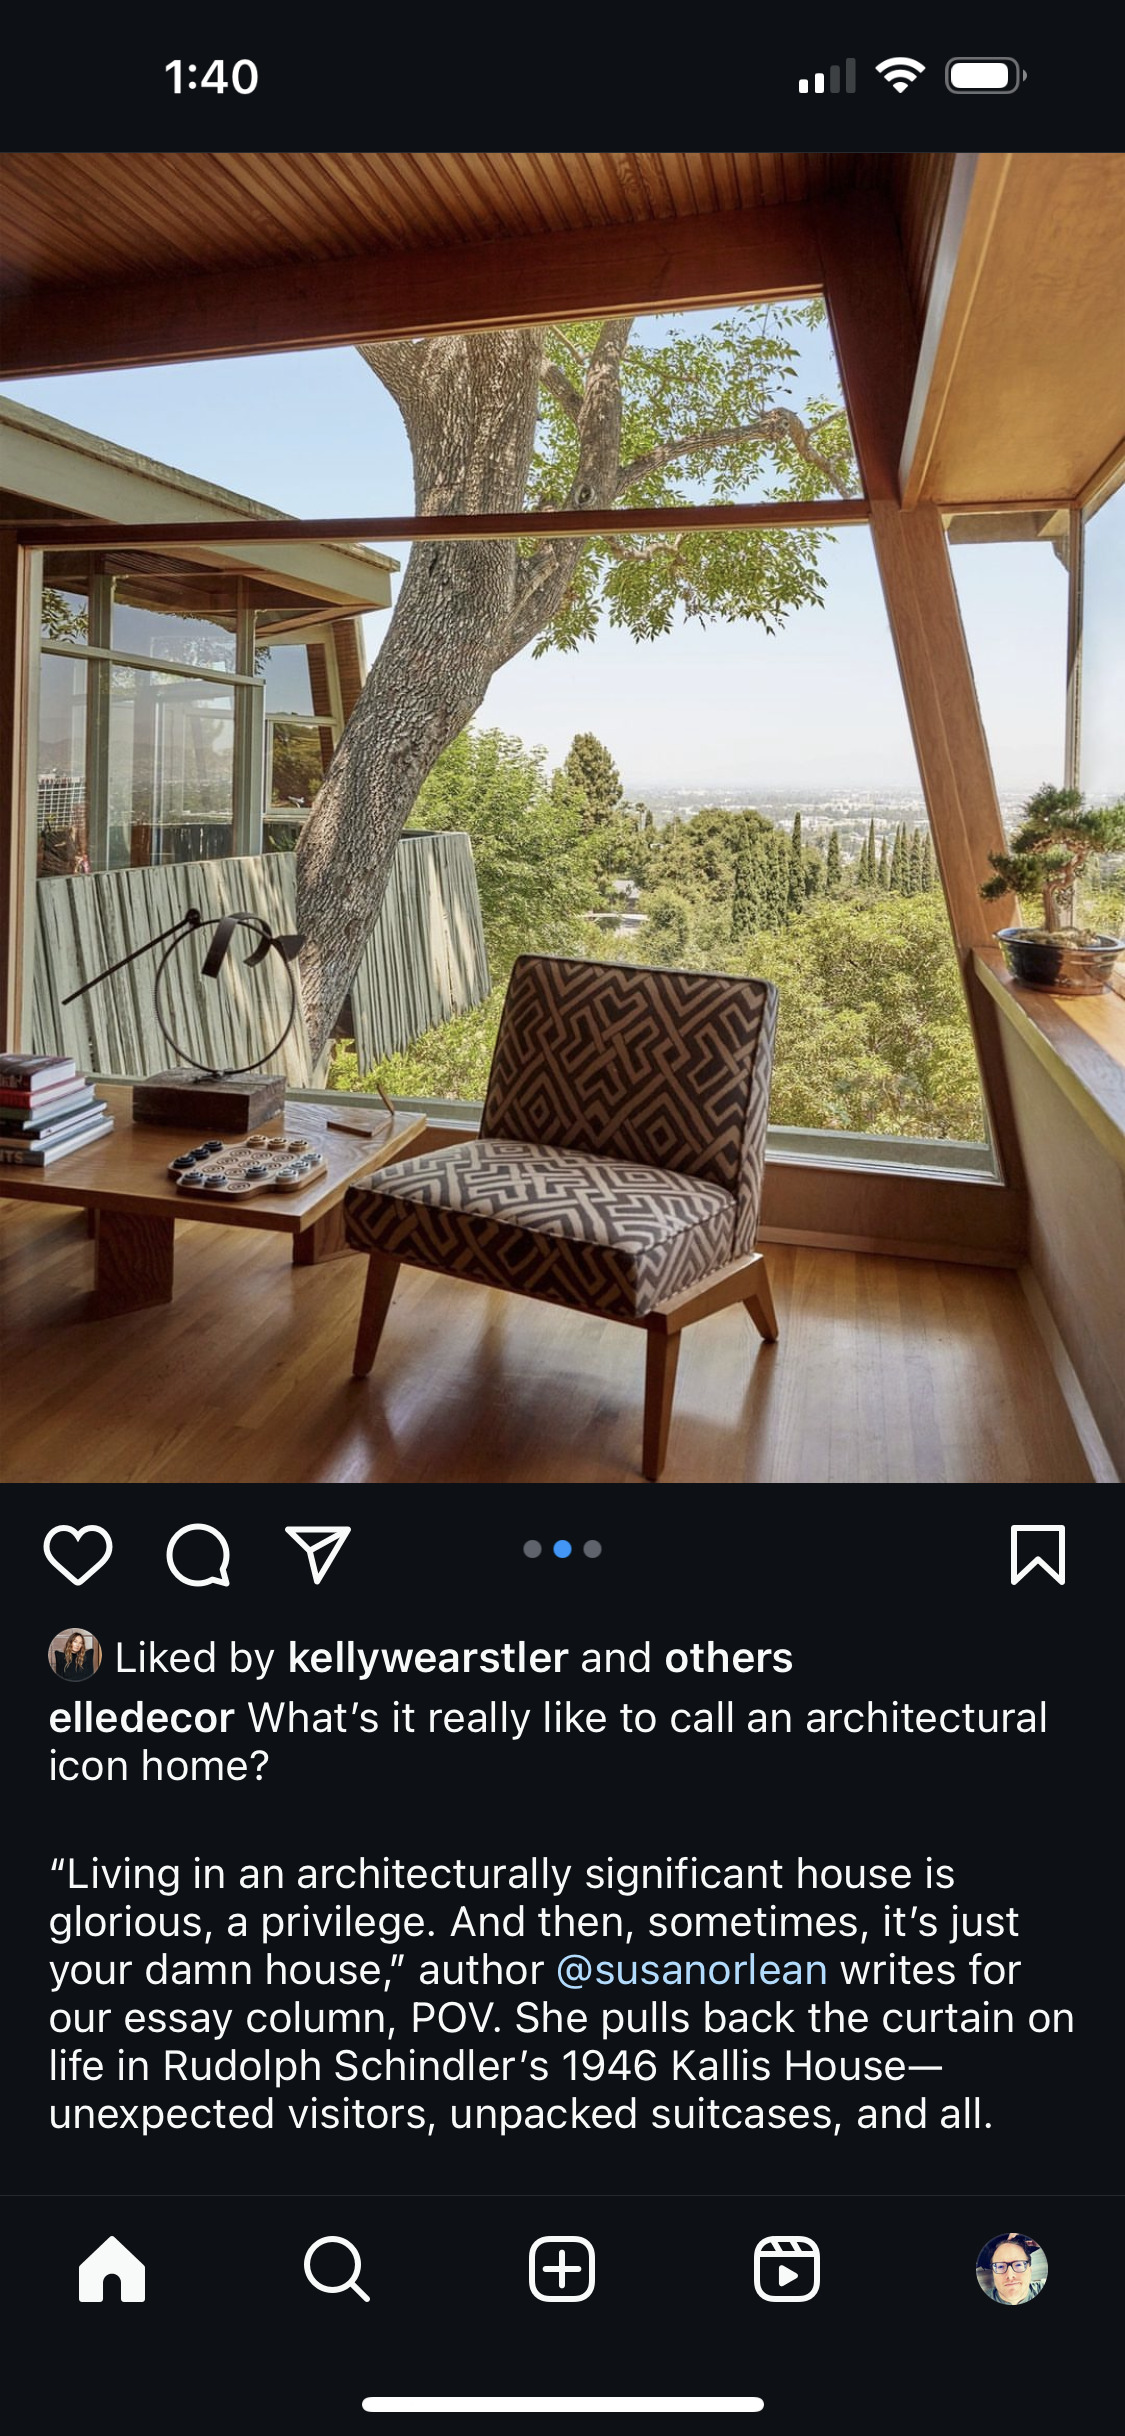 1:40
NTS
Liked by kellywearstler and others
elledecor What’s it really like to call an architectural
icon home?
“Living in an architecturally significant house is
glorious, a privilege. And then, sometimes, it’s just
your damn house,” author @susanorlean writes for
our essay column, POV. She pulls back the curtain on
life in Rudolph Schindler’s 1946 Kallis House—
unexpected visitors, unpacked suitcases, and all.